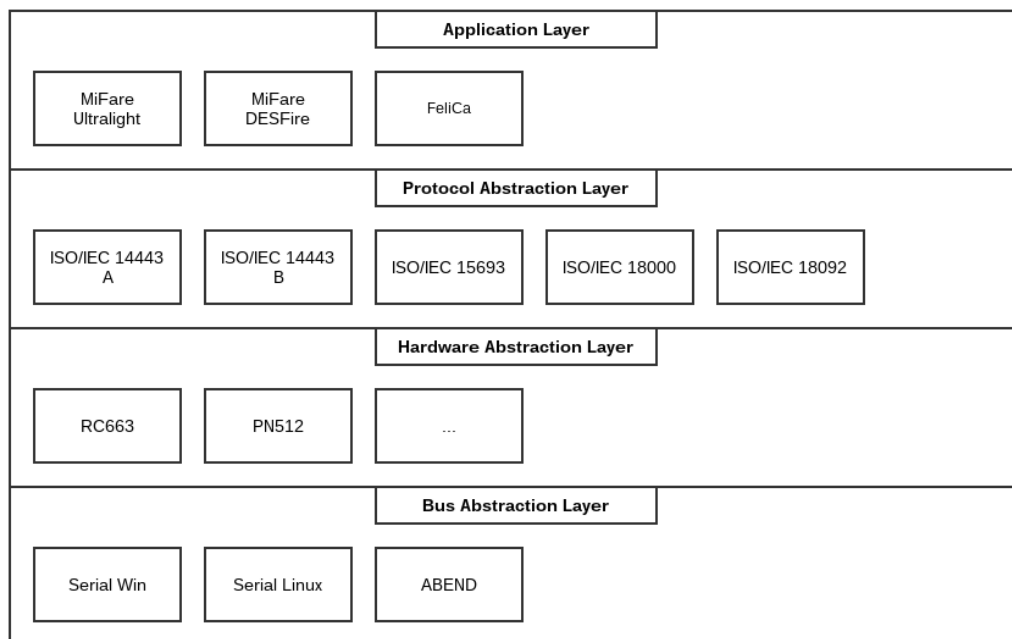 Application Layer
MiFare
Ultralight
MiFare
DESFire
FeliCa
Protocol Abstraction Layer
ISO/IEC 14443
A
ISO/IEC 14443
B
ISO/IEC 15693
ISO/IEC 18000
ISO/IEC 18092
Hardware Abstraction Layer
RC663
PN512
...
Bus Abstraction Layer
Serial Win
Serial Linux
ABEND